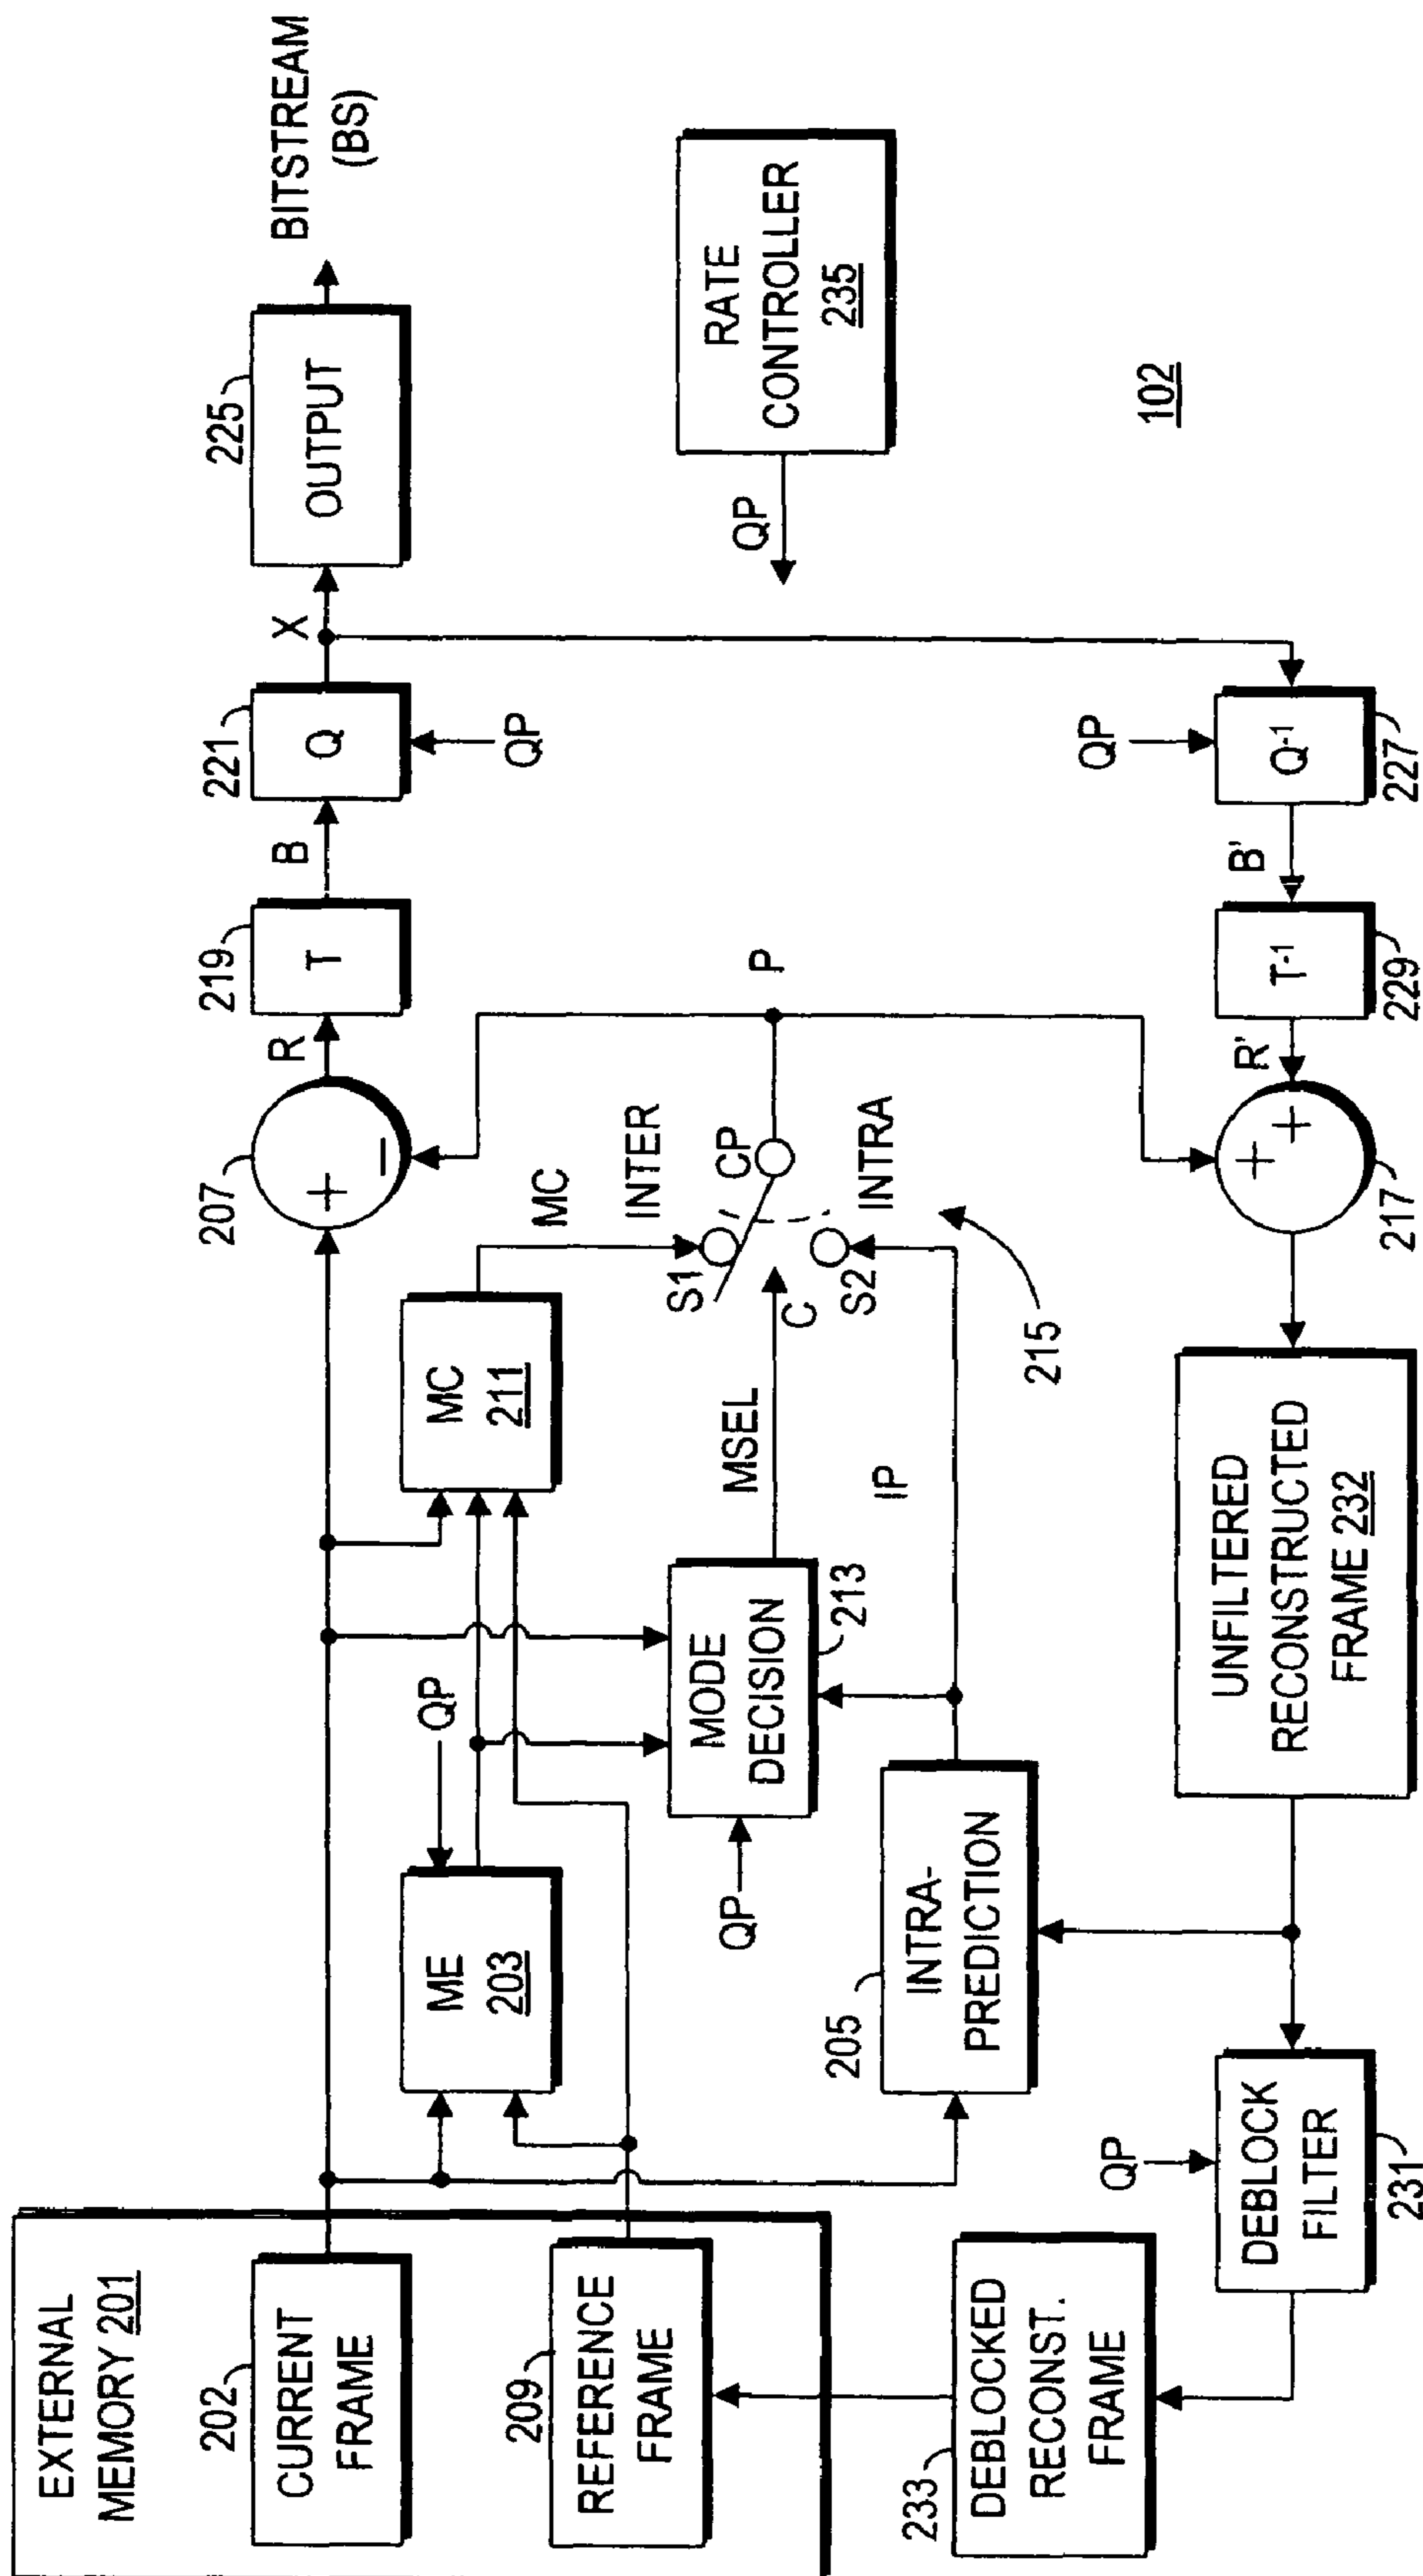 EXTERNAL
MEMORY 201
202
CURRENT
FRAME
209
REFERENCE
FRAME
233
DEBLOCKED
RECONST.
FRAME
QP
DEBLOCK
FILTER
231
ME
203
QP
205
INTRA-
PREDICTION
QP
MODE
DECISION
213
MC
211
MSEL
IP
UNFILTERED
RECONSTRUCTED
FRAME 232
207
+
−
MC
INTER
S1
CP
C
S2
INTRA
215
P
+
+
217
R
219
T
B
221
Q
QP
X
225
OUTPUT
BITSTREAM
(BS)
R'
T-1
229
B'
QP
Q-1
227
QP
RATE
CONTROLLER
235
102